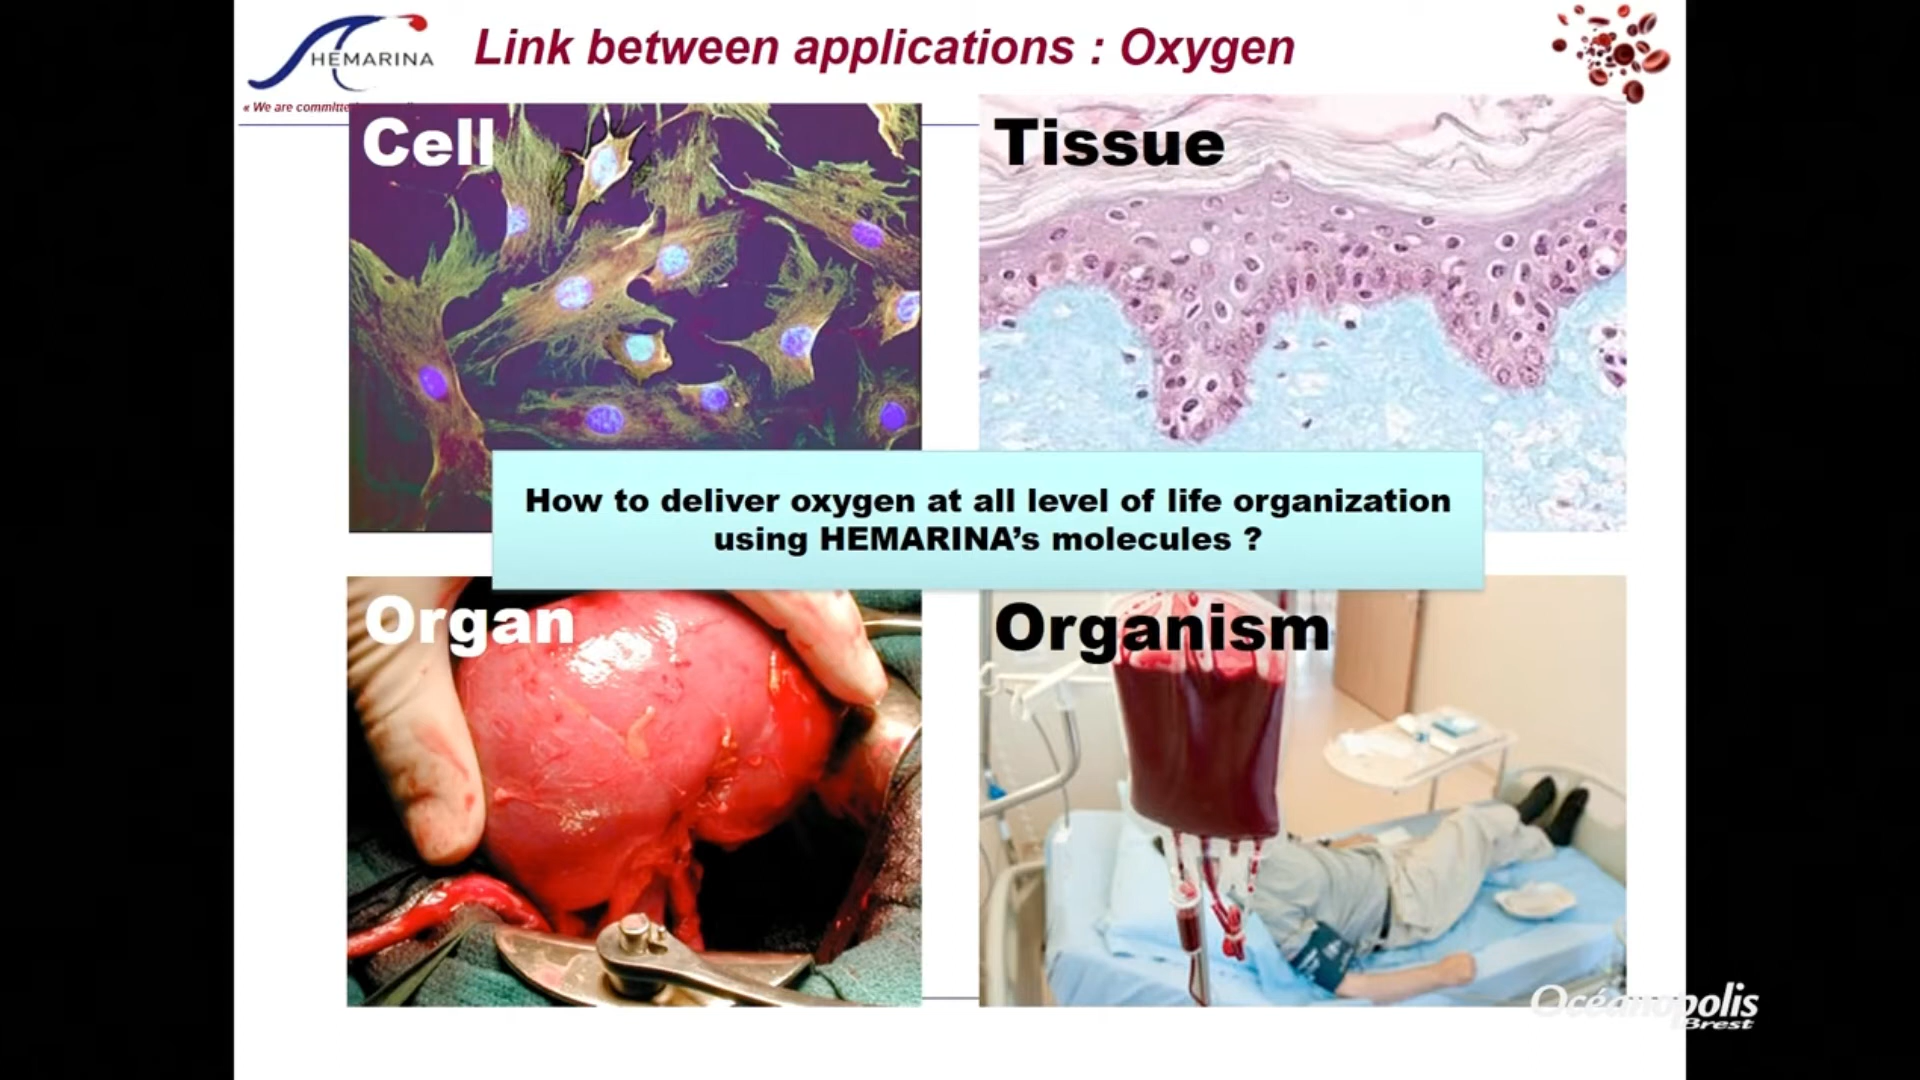 HEMARINA
Link between applications : Oxygen
« We are committe
Cell
Tissue
How to deliver oxygen at all level of life organization
using HEMARINA’s molecules ?
Organ
Organism
Océanopolis
Brest